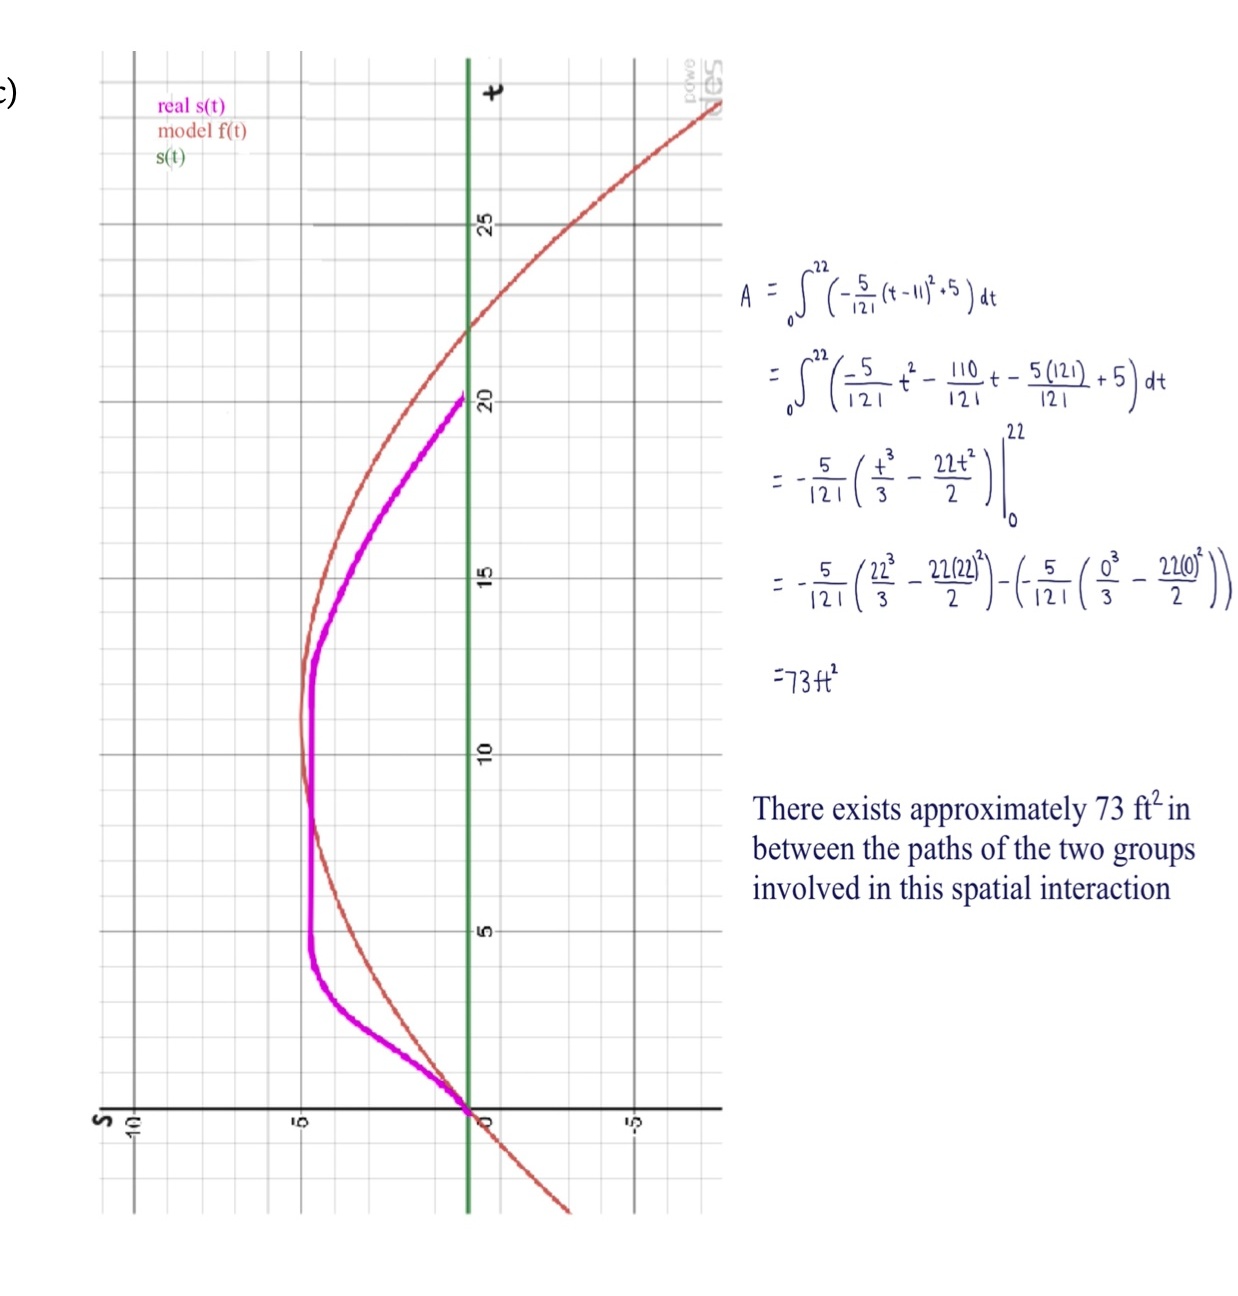 c)
real s(t)
model f(t)
s(t)
t
powe
des
25
20
15
10
5
0
S
10
5
-5
A = ∫₀²² (-5/121 (t-11)² + 5) dt
= ∫₀²² (-5/121 t² - 110/121 t - 5(121)/121 + 5) dt
= -5/121 (t³/3 - 22t²/2) |₀²²
= -5/121 (22³/3 - 22(22)²/2) - (-5/121 (0³/3 - 22(0)²/2))
=73ft²
There exists approximately 73 ft² in
between the paths of the two groups
involved in this spatial interaction